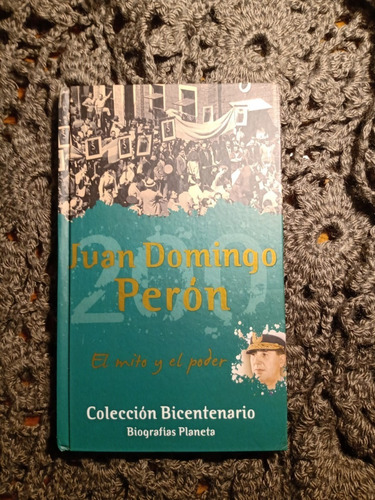 200
Juan Domingo
Perón
El mito y el poder
Colección Bicentenario
Biografías Planeta